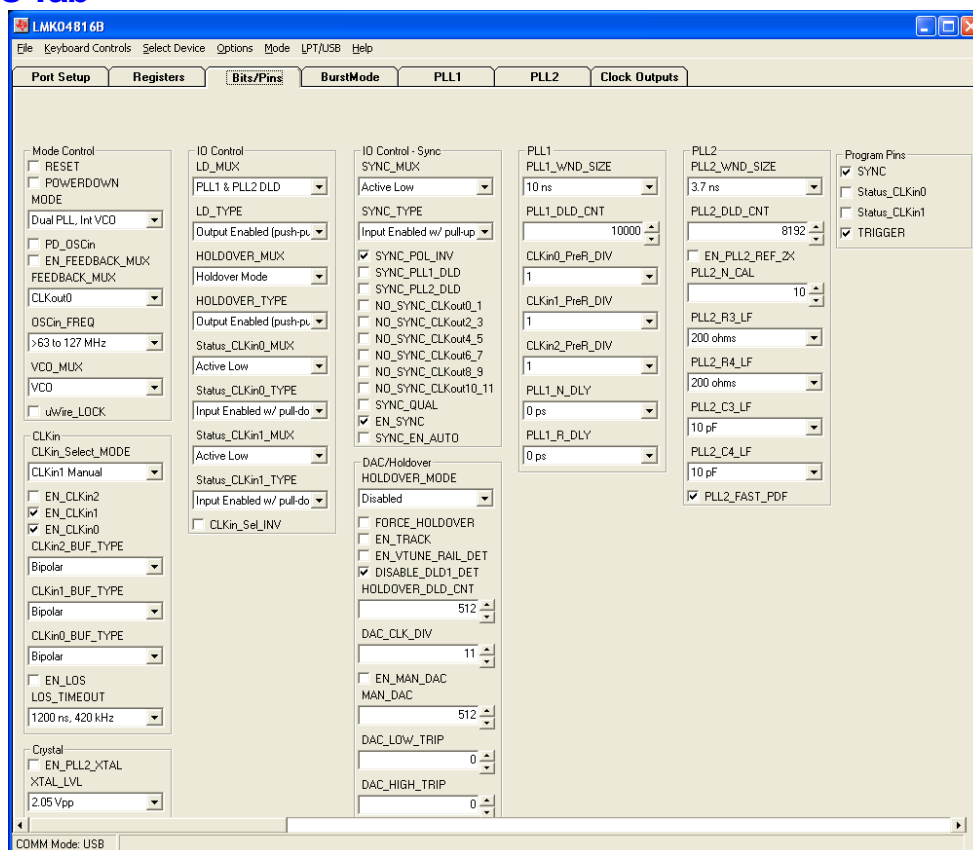 LMK04816B
File Keyboard Controls Select Device Options Mode LPT/USB Help
Port Setup Registers Bits/Pins BurstMode PLL1 PLL2 Clock Outputs
Mode Control
RESET
POWERDOWN
MODE
Dual PLL, Int VCO
PD_OSCin
EN_FEEDBACK_MUX
FEEDBACK_MUX
CLKout0
OSCin_FREQ
>63 to 127 MHz
VCO_MUX
VCO
uWire_LOCK
CLKin
CLKin_Select_MODE
CLKin1 Manual
EN_CLKin2
EN_CLKin1
EN_CLKin0
CLKin2_BUF_TYPE
Bipolar
CLKin1_BUF_TYPE
Bipolar
CLKin0_BUF_TYPE
Bipolar
EN_LOS
LOS_TIMEOUT
1200 ns, 420 kHz
Crystal
EN_PLL2_XTAL
XTAL_LVL
2.05 Vpp
IO Control
LD_MUX
PLL1 & PLL2 DLD
LD_TYPE
Output Enabled (push-pu
HOLDOVER_MUX
Holdover Mode
HOLDOVER_TYPE
Output Enabled (push-pu
Status_CLKin0_MUX
Active Low
Status_CLKin0_TYPE
Input Enabled w/ pull-do
Status_CLKin1_MUX
Active Low
Status_CLKin1_TYPE
Input Enabled w/ pull-do
CLKin_Sel_INV
IO Control - Sync
SYNC_MUX
Active Low
SYNC_TYPE
Input Enabled w/ pull-up
SYNC_POL_INV
SYNC_PLL1_DLD
SYNC_PLL2_DLD
NO_SYNC_CLKout0_1
NO_SYNC_CLKout2_3
NO_SYNC_CLKout4_5
NO_SYNC_CLKout6_7
NO_SYNC_CLKout8_9
NO_SYNC_CLKout10_11
SYNC_QUAL
EN_SYNC
SYNC_EN_AUTO
DAC/Holdover
HOLDOVER_MODE
Disabled
FORCE_HOLDOVER
EN_TRACK
EN_VTUNE_RAIL_DET
DISABLE_DLD1_DET
HOLDOVER_DLD_CNT
512
DAC_CLK_DIV
11
EN_MAN_DAC
MAN_DAC
512
DAC_LOW_TRIP
0
DAC_HIGH_TRIP
0
PLL1
PLL1_WND_SIZE
10 ns
PLL1_DLD_CNT
10000
CLKin0_PreR_DIV
1
CLKin1_PreR_DIV
1
CLKin2_PreR_DIV
1
PLL1_N_DLY
0 ps
PLL1_R_DLY
0 ps
PLL2
PLL2_WND_SIZE
3.7 ns
PLL2_DLD_CNT
8192
EN_PLL2_REF_2X
PLL2_N_CAL
10
PLL2_R3_LF
200 ohms
PLL2_R4_LF
200 ohms
PLL2_C3_LF
10 pF
PLL2_C4_LF
10 pF
PLL2_FAST_PDF
Program Pins
SYNC
Status_CLKin0
Status_CLKin1
TRIGGER
COMM Mode: USB